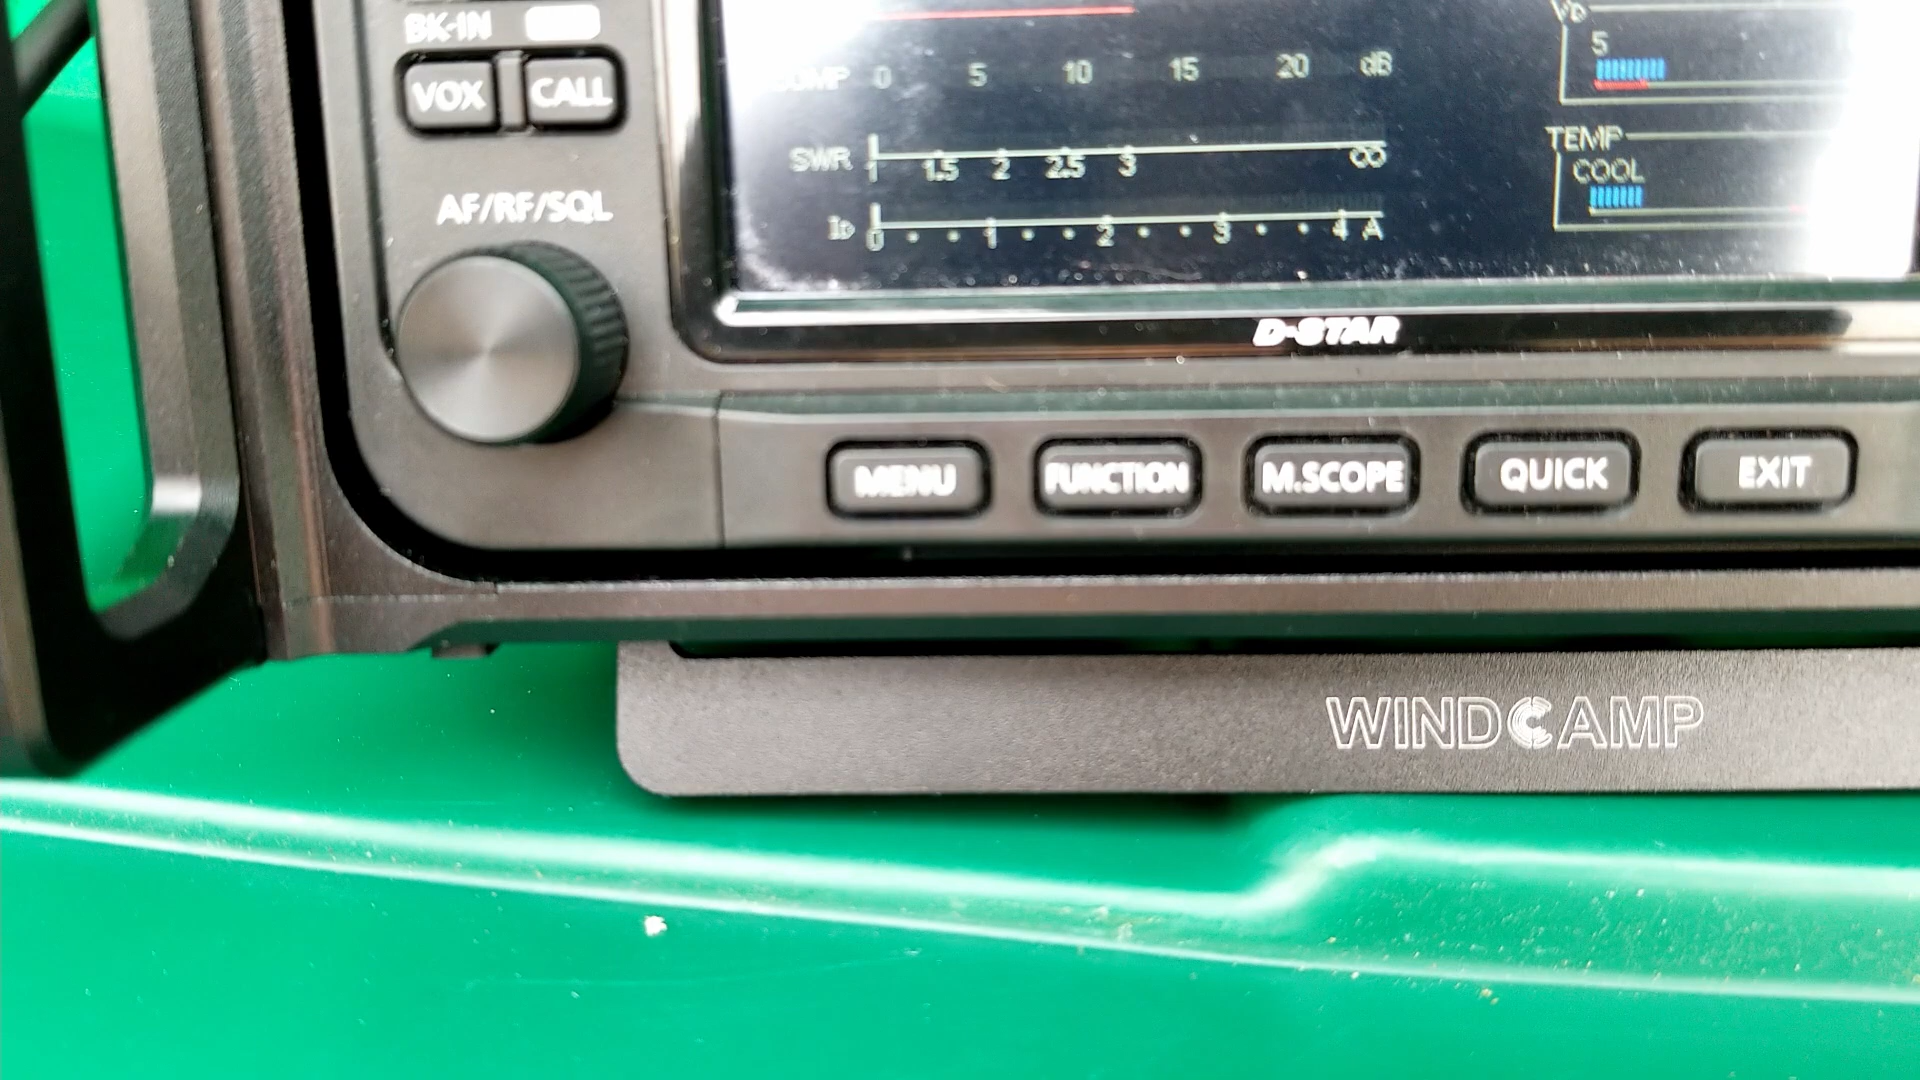 BK-IN
VOX CALL
AF/RF/SQL
COMP 0 5 10 15 20 dB
SWR 1 1.5 2 2.5 3 ∞
ID 0 1 2 3 4 A
5
TEMP
COOL
D-STAR
MENU FUNCTION M.SCOPE QUICK EXIT
WINDCAMP